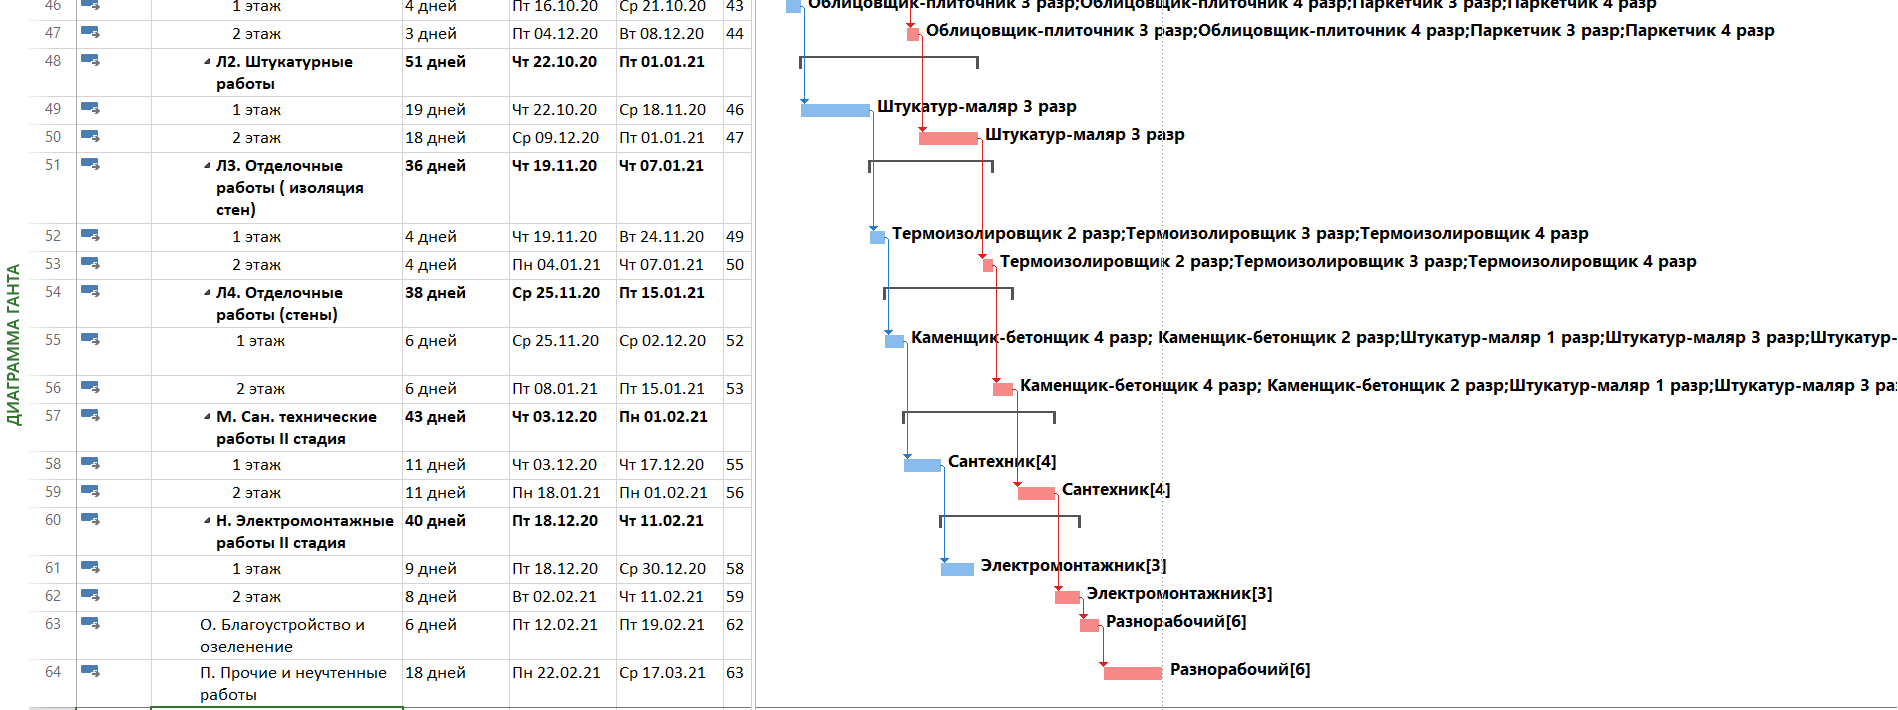 46 1 этаж 4 дней Пт 16.10.20 Ср 21.10.20 43 Облицовщик-плиточник 3 разр;Облицовщик-плиточник 4 разр;Паркетчик 3 разр;Паркетчик 4 разр
47 2 этаж 3 дней Пт 04.12.20 Вт 08.12.20 44 Облицовщик-плиточник 3 разр;Облицовщик-плиточник 4 разр;Паркетчик 3 разр;Паркетчик 4 разр
48 Л2. Штукатурные 51 дней Чт 22.10.20 Пт 01.01.21
работы
49 1 этаж 19 дней Чт 22.10.20 Ср 18.11.20 46 Штукатур-маляр 3 разр
50 2 этаж 18 дней Ср 09.12.20 Пт 01.01.21 47 Штукатур-маляр 3 разр
51 Л3. Отделочные 36 дней Чт 19.11.20 Чт 07.01.21
работы ( изоляция
стен)
52 1 этаж 4 дней Чт 19.11.20 Вт 24.11.20 49 Термоизолировщик 2 разр;Термоизолировщик 3 разр;Термоизолировщик 4 разр
53 2 этаж 4 дней Пн 04.01.21 Чт 07.01.21 50 Термоизолировщик 2 разр;Термоизолировщик 3 разр;Термоизолировщик 4 разр
54 Л4. Отделочные 38 дней Ср 25.11.20 Пт 15.01.21
работы (стены)
55 1 этаж 6 дней Ср 25.11.20 Ср 02.12.20 52 Каменщик-бетонщик 4 разр; Каменщик-бетонщик 2 разр;Штукатур-маляр 1 разр;Штукатур-маляр 3 разр;Штукатур-
56 2 этаж 6 дней Пт 08.01.21 Пт 15.01.21 53 Каменщик-бетонщик 4 разр; Каменщик-бетонщик 2 разр;Штукатур-маляр 1 разр;Штукатур-маляр 3 раз
57 М. Сан. технические 43 дней Чт 03.12.20 Пн 01.02.21
работы II стадия
58 1 этаж 11 дней Чт 03.12.20 Чт 17.12.20 55 Сантехник[4]
59 2 этаж 11 дней Пн 18.01.21 Пн 01.02.21 56 Сантехник[4]
60 Н. Электромонтажные 40 дней Пт 18.12.20 Чт 11.02.21
работы II стадия
61 1 этаж 9 дней Пт 18.12.20 Ср 30.12.20 58 Электромонтажник[3]
62 2 этаж 8 дней Вт 02.02.21 Чт 11.02.21 59 Электромонтажник[3]
63 О. Благоустройство и 6 дней Пт 12.02.21 Пт 19.02.21 62 Разнорабочий[6]
озеленение
64 П. Прочие и неучтенные 18 дней Пн 22.02.21 Ср 17.03.21 63 Разнорабочий[6]
работы
ДИАГРАММА ГАНТА